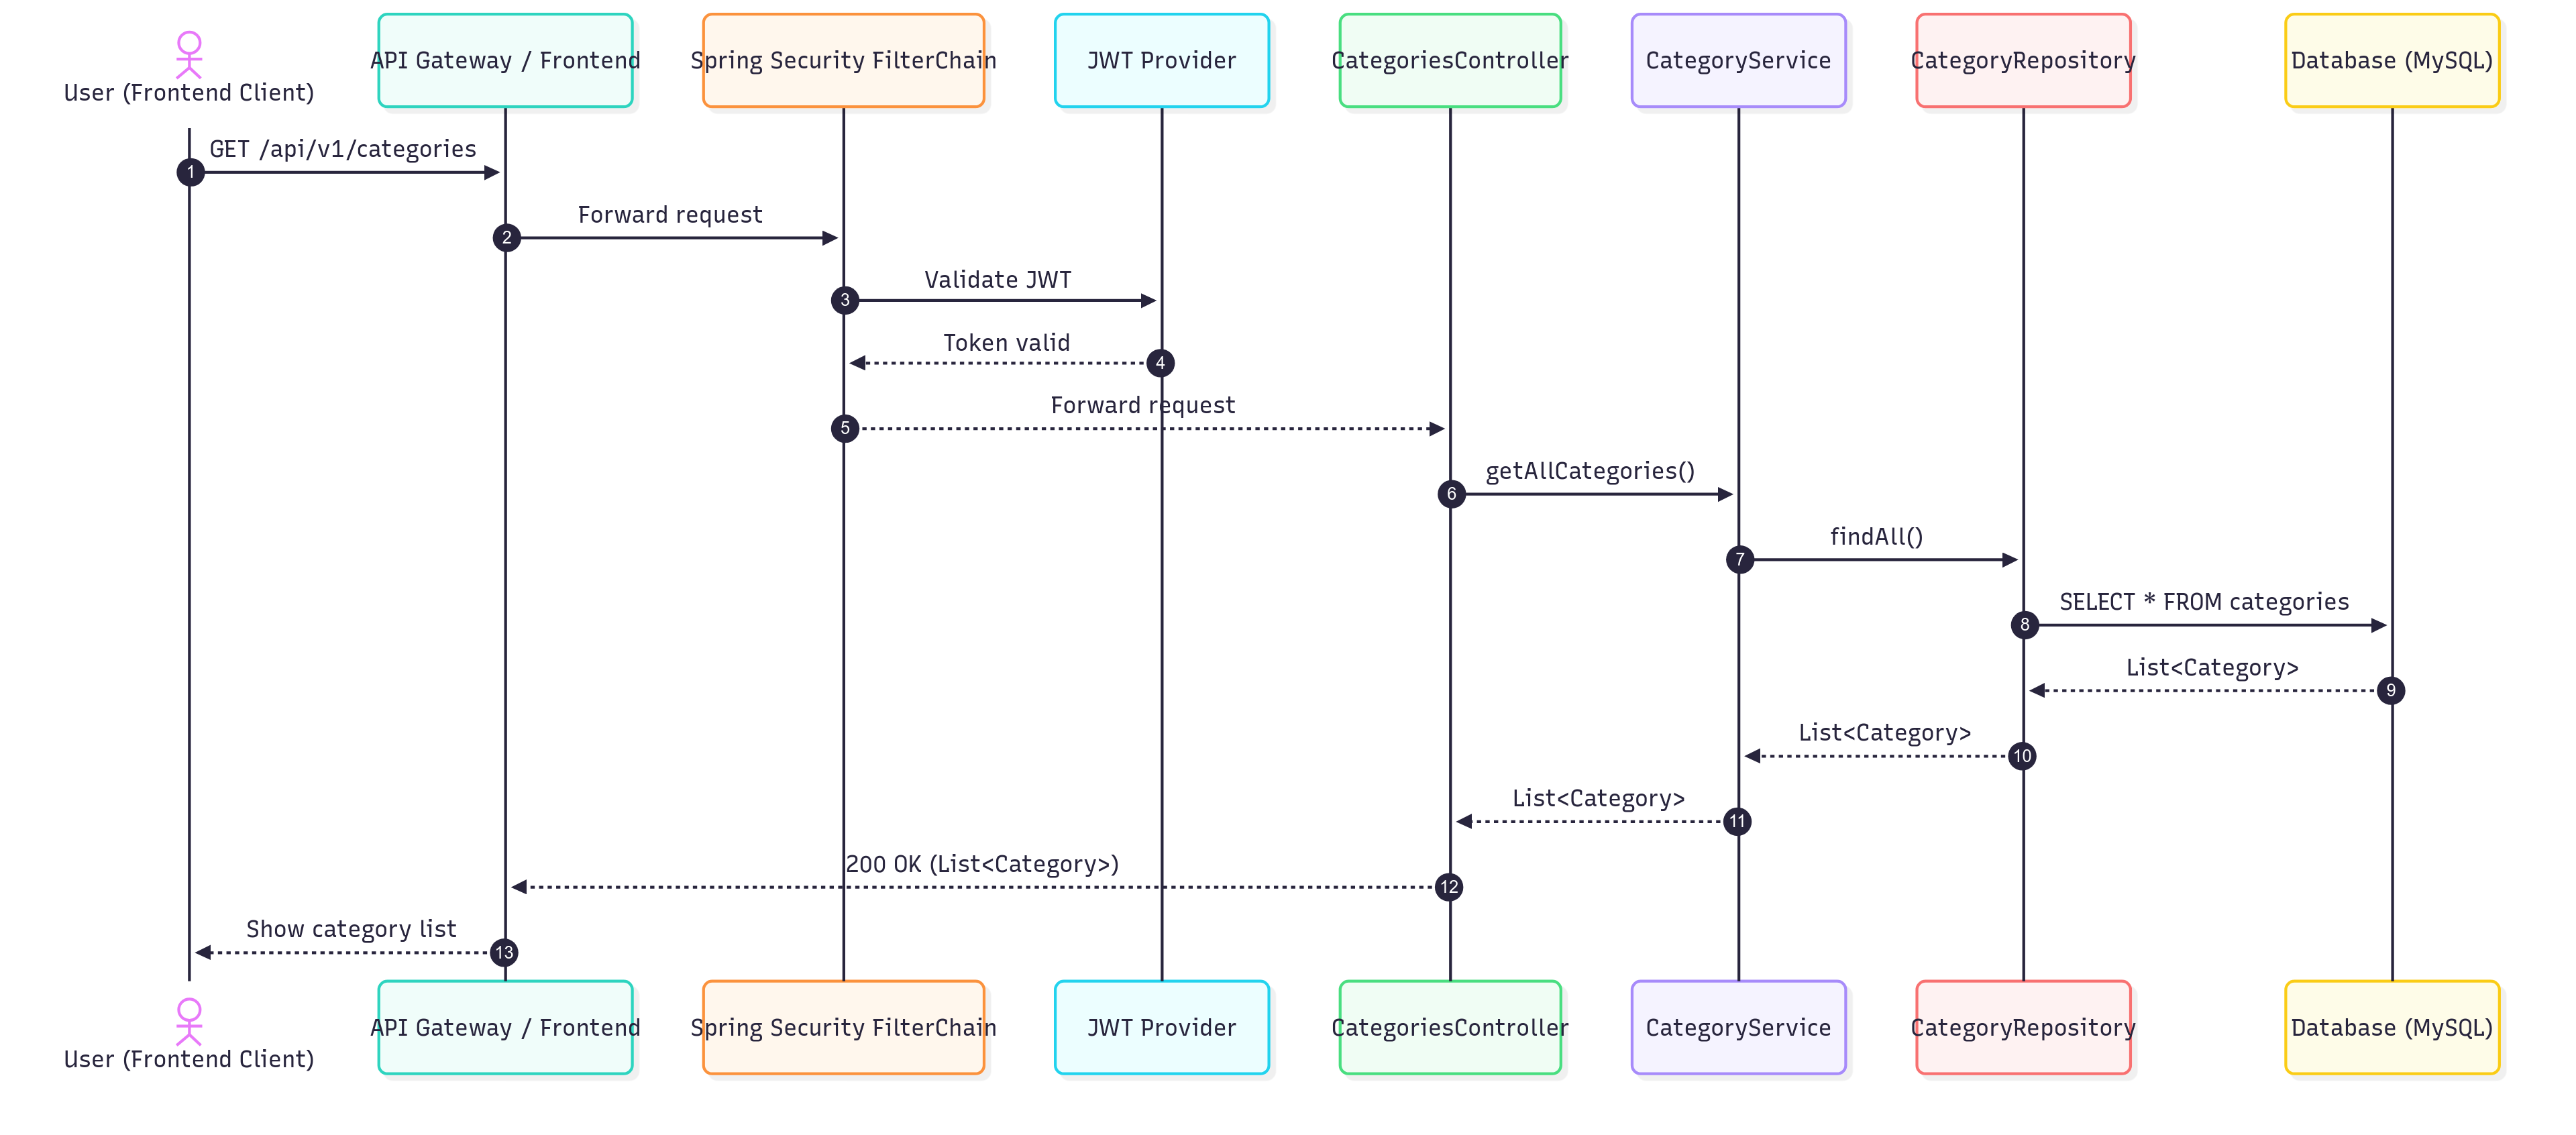 User (Frontend Client)
API Gateway / Frontend
Spring Security FilterChain
JWT Provider
CategoriesController
CategoryService
CategoryRepository
Database (MySQL)
GET /api/v1/categories
1
Forward request
2
Validate JWT
3
Token valid
4
Forward request
5
getAllCategories()
6
findAll()
7
SELECT * FROM categories
8
List<Category>
9
List<Category>
10
List<Category>
11
200 OK (List<Category>)
12
Show category list
13
User (Frontend Client)
API Gateway / Frontend
Spring Security FilterChain
JWT Provider
CategoriesController
CategoryService
CategoryRepository
Database (MySQL)